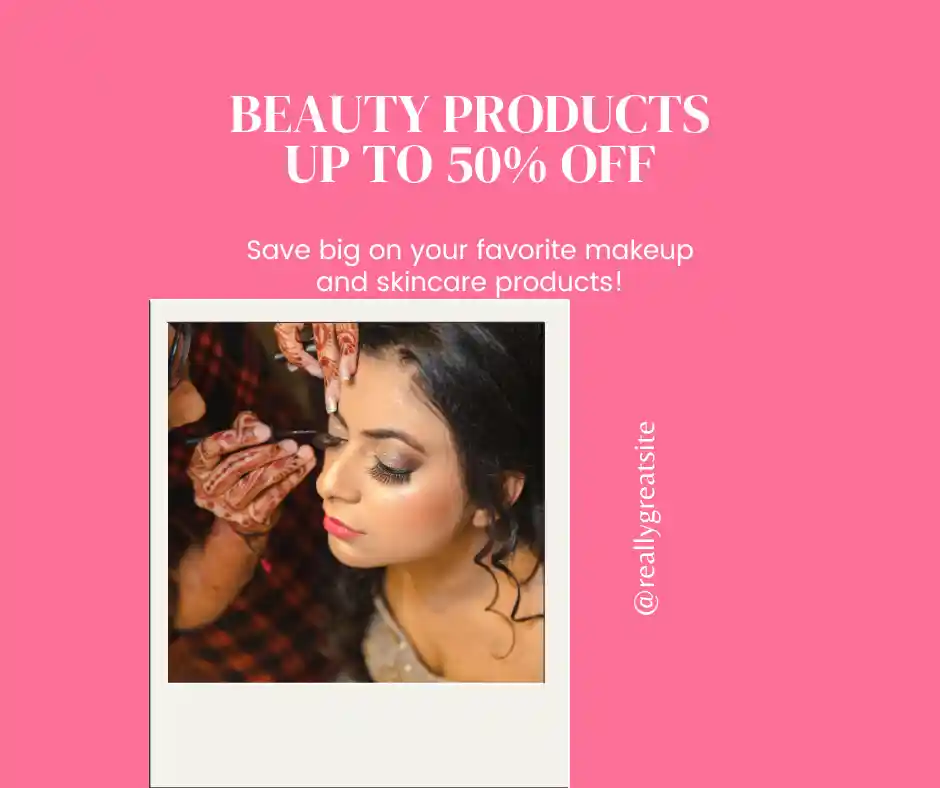 BEAUTY PRODUCTS
UP TO 50% OFF
Save big on your favorite makeup
and skincare products!
@reallygreatsite